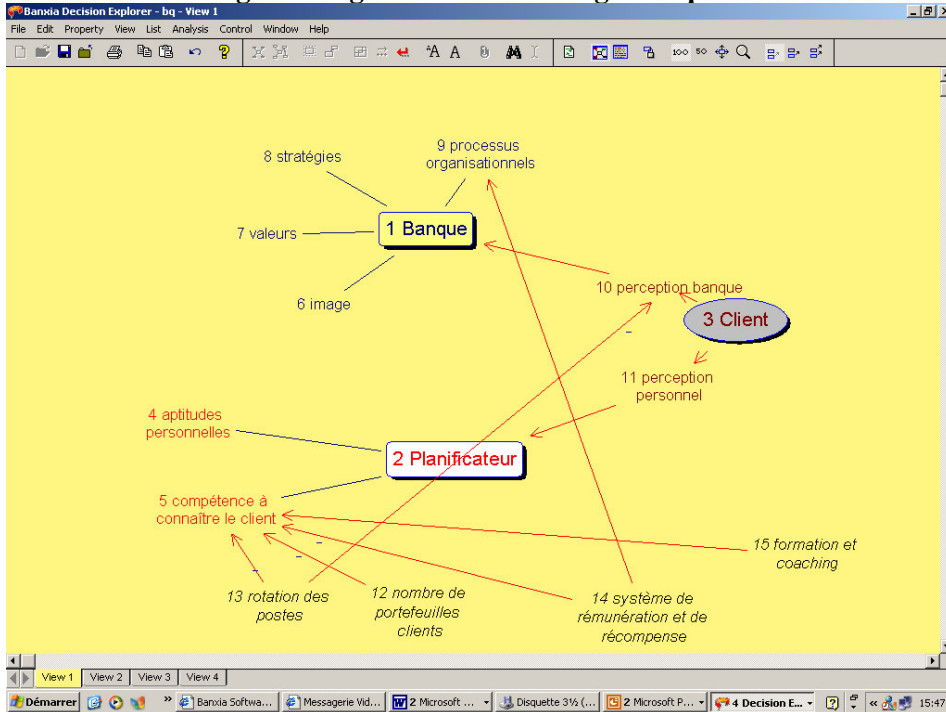 Banxia Decision Explorer - bq - View 1
File Edit Property View List Analysis Control Window Help
100 50
9 processus
organisationnels
8 stratégies
1 Banque
7 valeurs
6 image
10 perception banque
3 Client
11 perception
personnel
4 aptitudes
personnelles
2 Planificateur
5 compétence à
connaître le client
15 formation et
coaching
13 rotation des
postes
12 nombre de
portefeuilles
clients
14 système de
rémunération et de
récompense
View 1 View 2 View 3 View 4
Démarrer » Banxia Softwa... Messagerie Vid... 2 Microsoft ... Disquette 3½ (... 2 Microsoft P... 4 Decision E... « 15:47